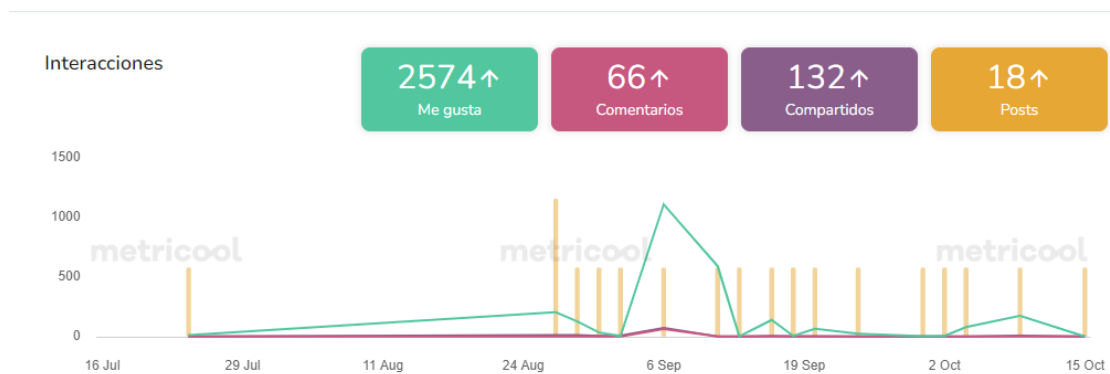 Interacciones
2574↑
Me gusta
66↑
Comentarios
132↑
Compartidos
18↑
Posts
1500
1000
500
0
metricool
metricool
metricool
16 Jul
29 Jul
11 Aug
24 Aug
6 Sep
19 Sep
2 Oct
15 Oct